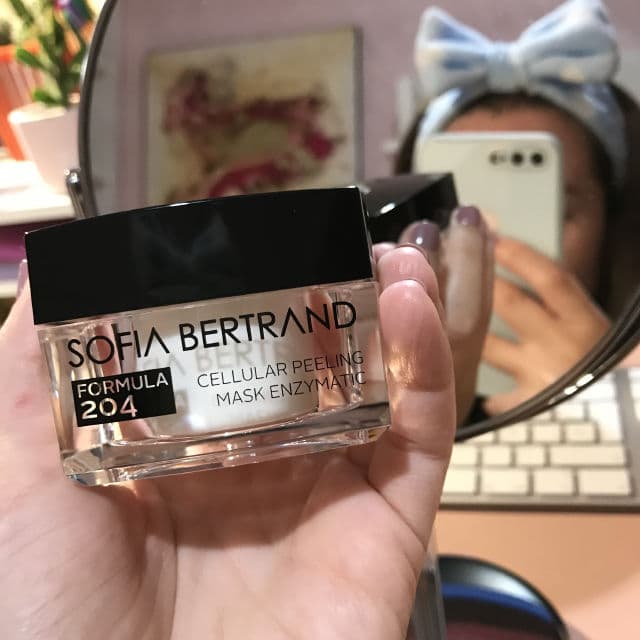 SOFIA BERTRAND
FORMULA
204
CELLULAR PEELING
MASK ENZYMATIC